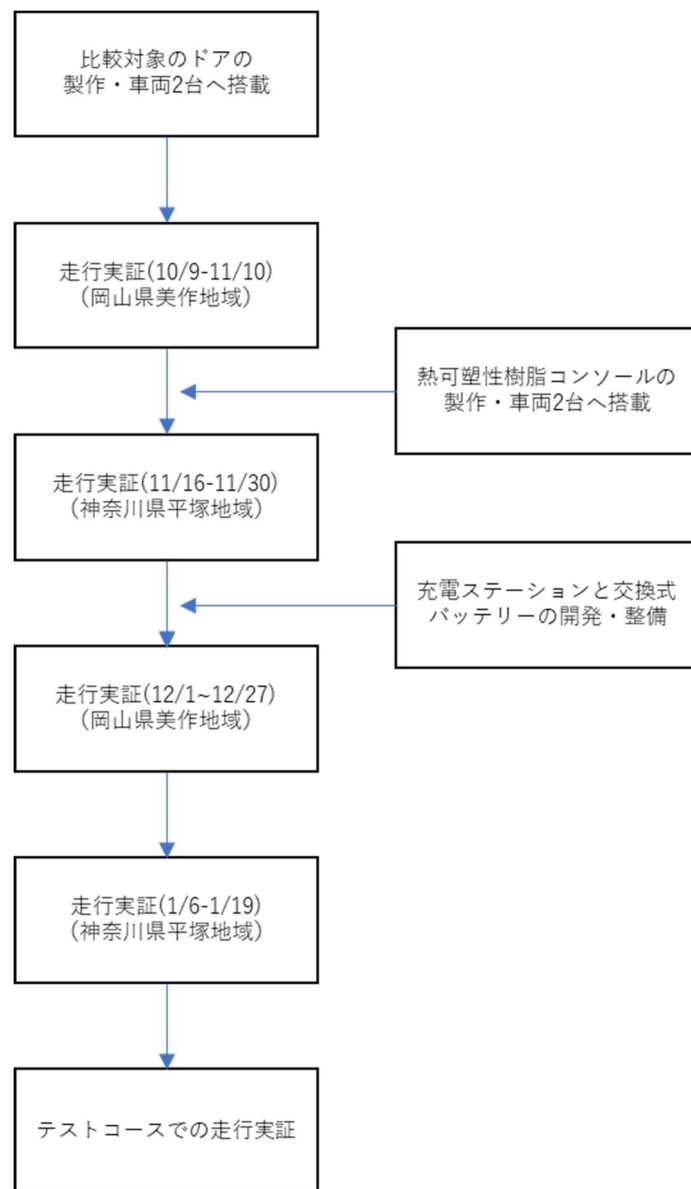 比較対象のドアの
製作・車両2台へ搭載
走行実証(10/9-11/10)
(岡山県美作地域)
熱可塑性樹脂コンソールの
製作・車両2台へ搭載
走行実証(11/16-11/30)
(神奈川県平塚地域)
充電ステーションと交換式
バッテリーの開発・整備
走行実証(12/1~12/27)
(岡山県美作地域)
走行実証(1/6-1/19)
(神奈川県平塚地域)
テストコースでの走行実証